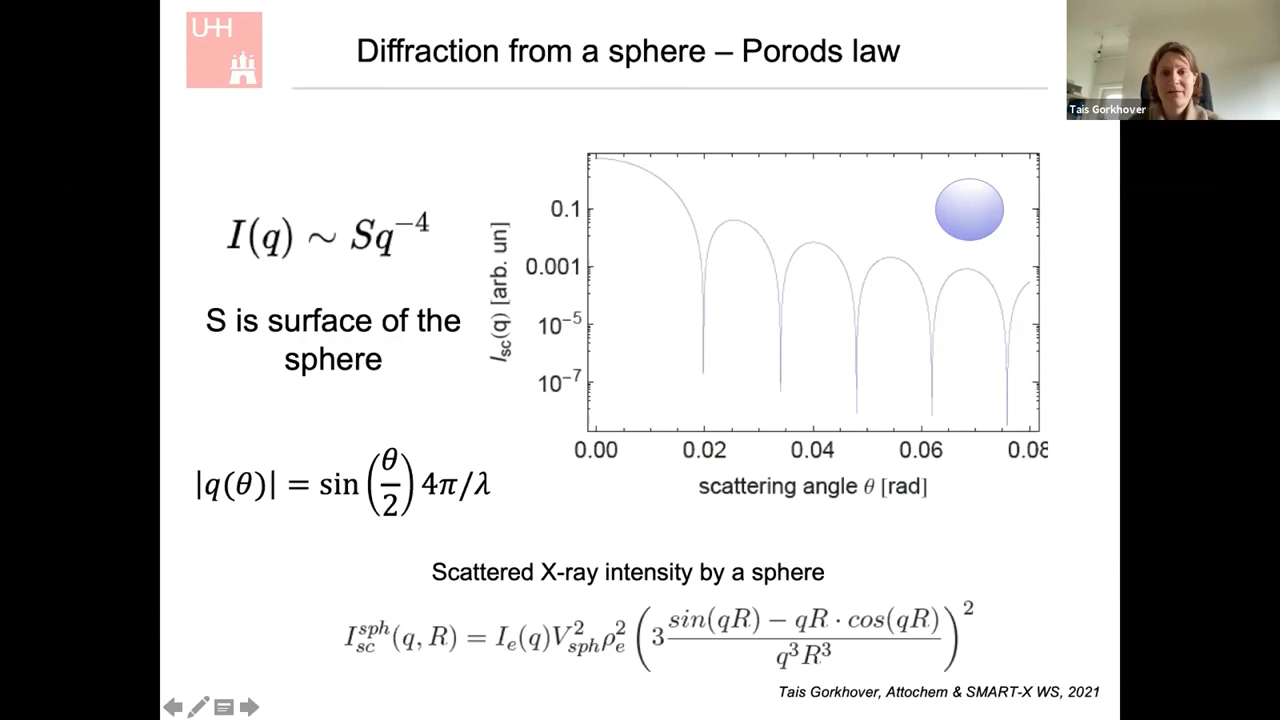 UHH
Diffraction from a sphere – Porods law
Tais Gorkhover
I(q) ∼ Sq⁻⁴
S is surface of the
sphere
|q(θ)| = sin(θ/2) 4π/λ
I_sc(q) [arb. un]
0.1
0.001
10⁻⁵
10⁻⁷
0.00 0.02 0.04 0.06 0.08
scattering angle θ [rad]
Scattered X-ray intensity by a sphere
I_sc^sph(q, R) = I_e(q)V²_sph ρ²_e (3 (sin(qR) − qR · cos(qR)) / (q³R³))²
Tais Gorkhover, Attochem & SMART-X WS, 2021